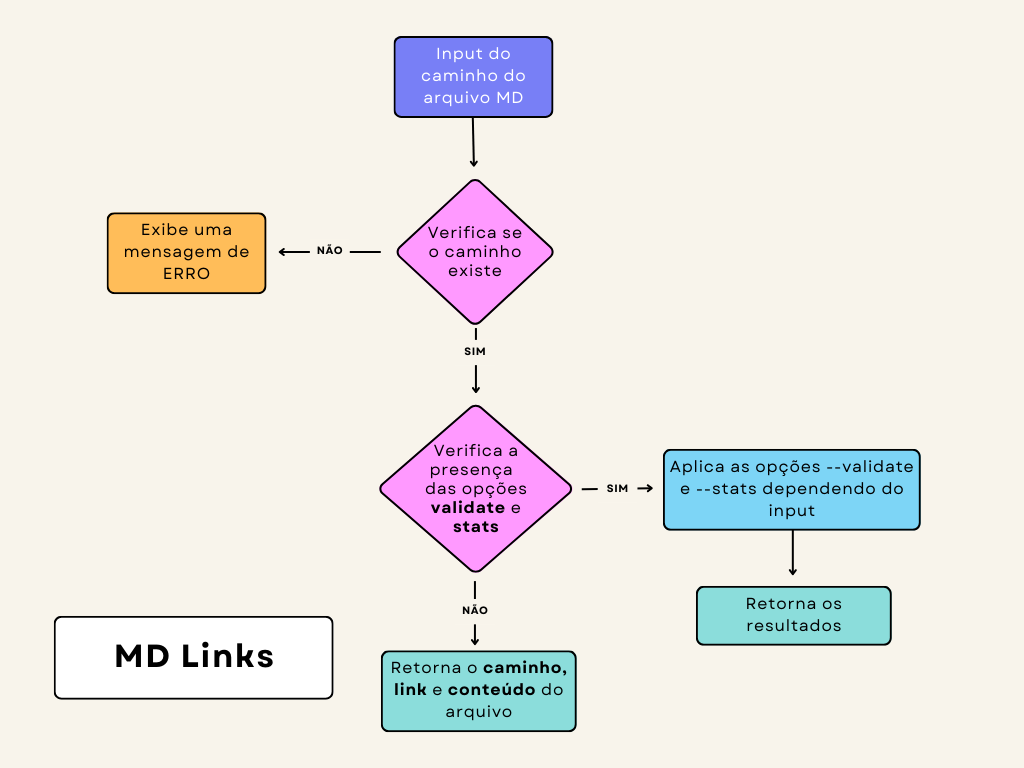 Input do
caminho do
arquivo MD
Verifica se
o caminho
existe
NÃO
Exibe uma
mensagem de
ERRO
SIM
Verifica a
presença
das opções
validate e
stats
SIM
Aplica as opções --validate
e --stats dependendo do
input
Retorna os
resultados
NÃO
Retorna o caminho,
link e conteúdo do
arquivo
MD Links